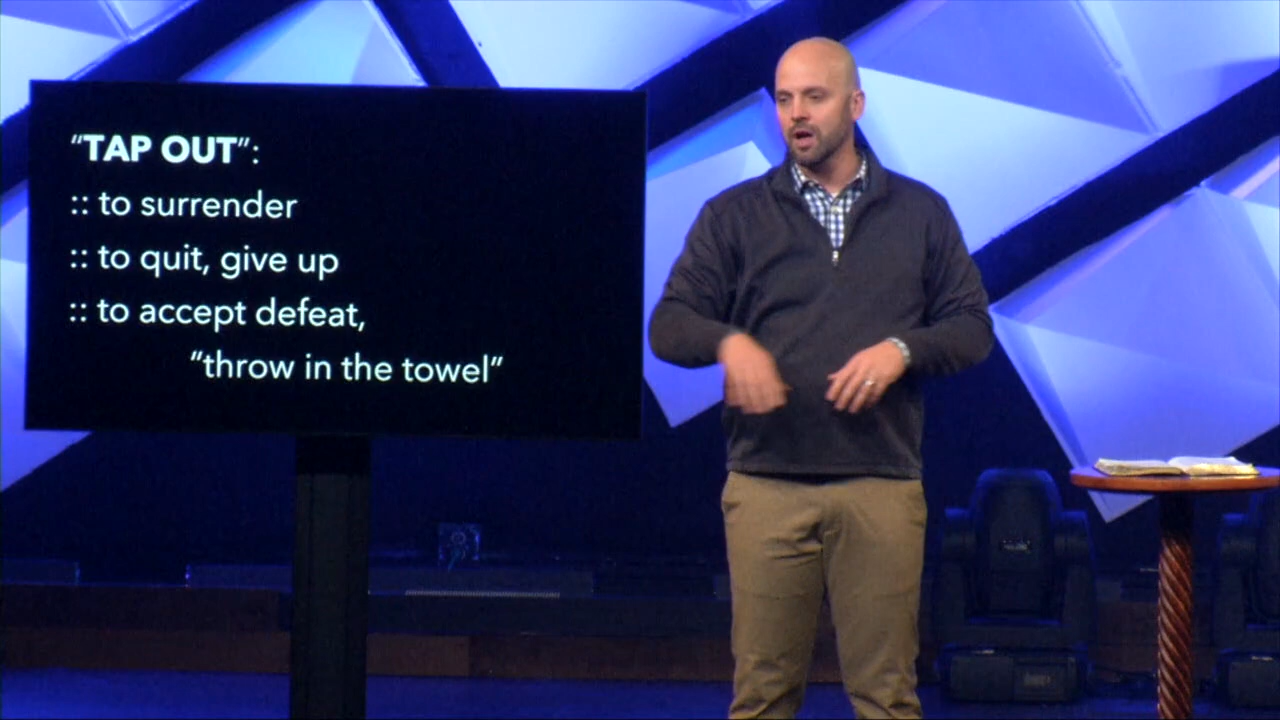 “TAP OUT”:
:: to surrender
:: to quit, give up
:: to accept defeat,
“throw in the towel”